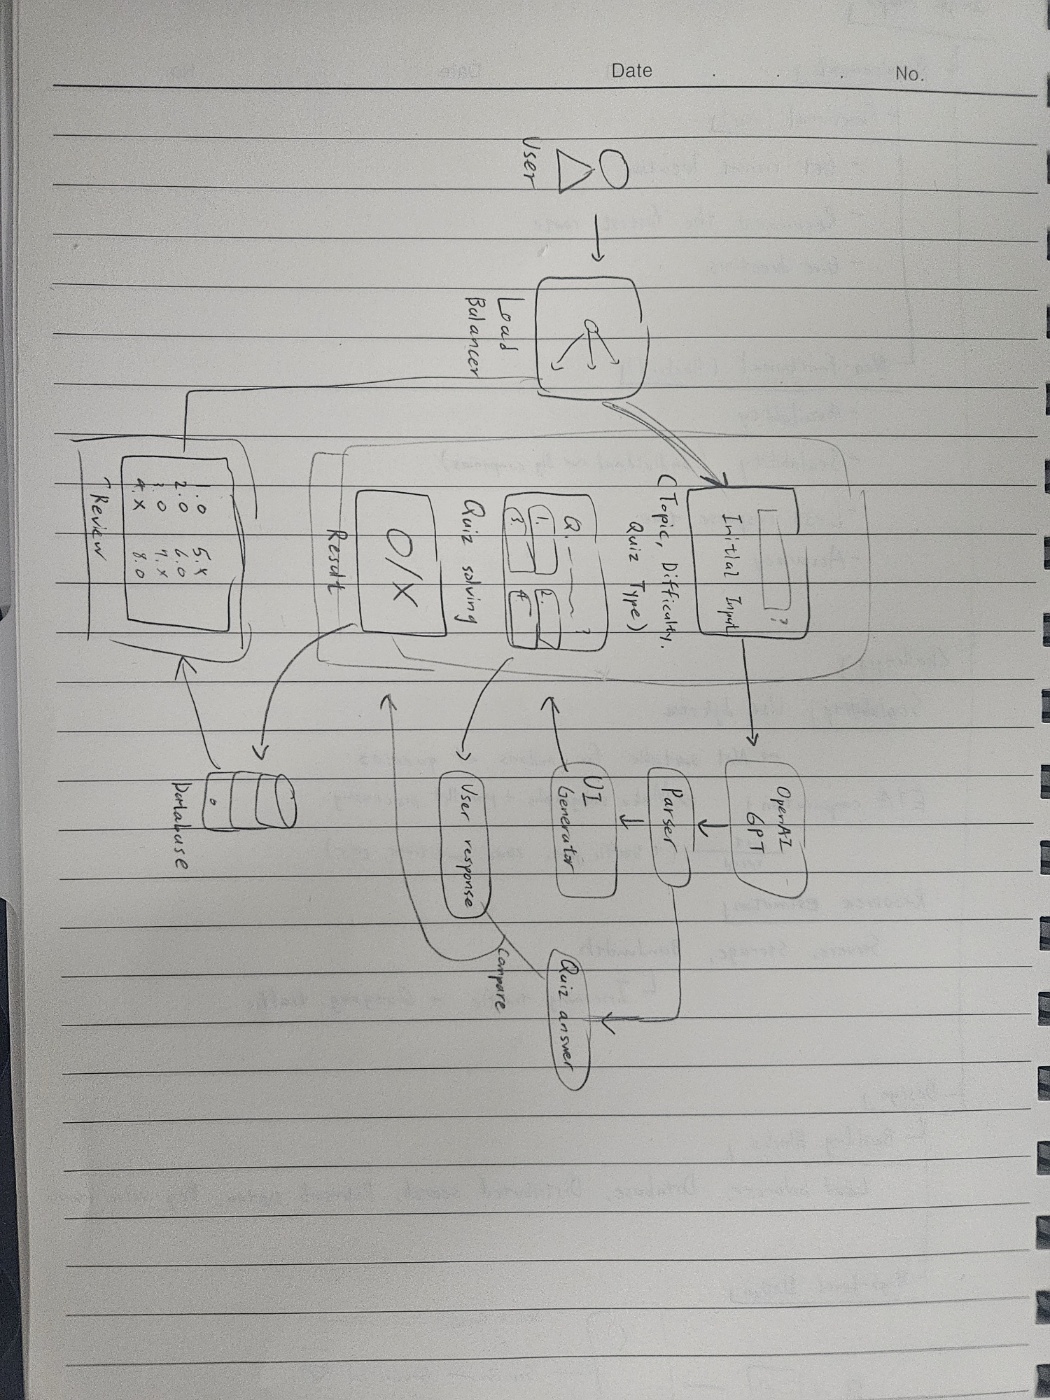 No.
Date
User
Load
Balancer
?
Initial Input
(Topic, Difficulty.
Quiz Type)
Q. ?
1. 2.
3. 4.
Quiz solving
O/X
Result
1. O 5. X
2. O 6. O
3. O 7. X
4. X 8. O
Review
OpenAI
GPT
Parser
UI
Generator
Quiz answer
Compare
User response
Database